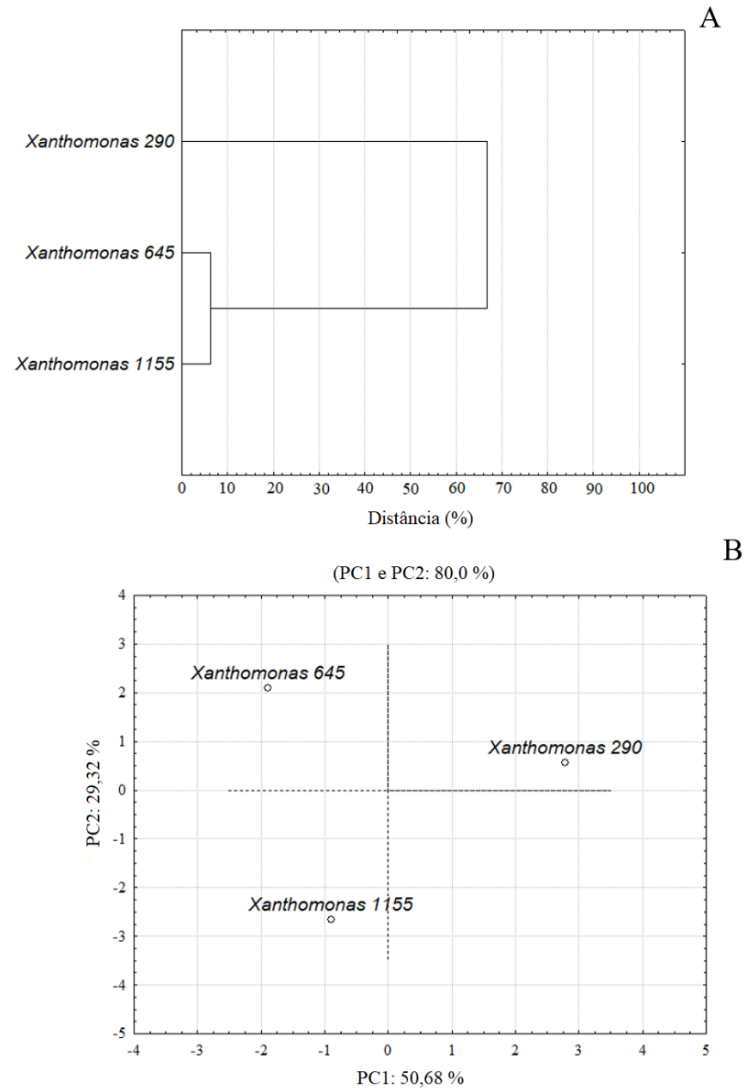 A
Xanthomonas 290
Xanthomonas 645
Xanthomonas 1155
0 10 20 30 40 50 60 70 80 90 100
Distância (%)
B
(PC1 e PC2: 80,0 %)
4
3
2
1
0
-1
-2
-3
-4
-5
PC2: 29,32 %
Xanthomonas 645
Xanthomonas 290
Xanthomonas 1155
-4 -3 -2 -1 0 1 2 3 4 5
PC1: 50,68 %